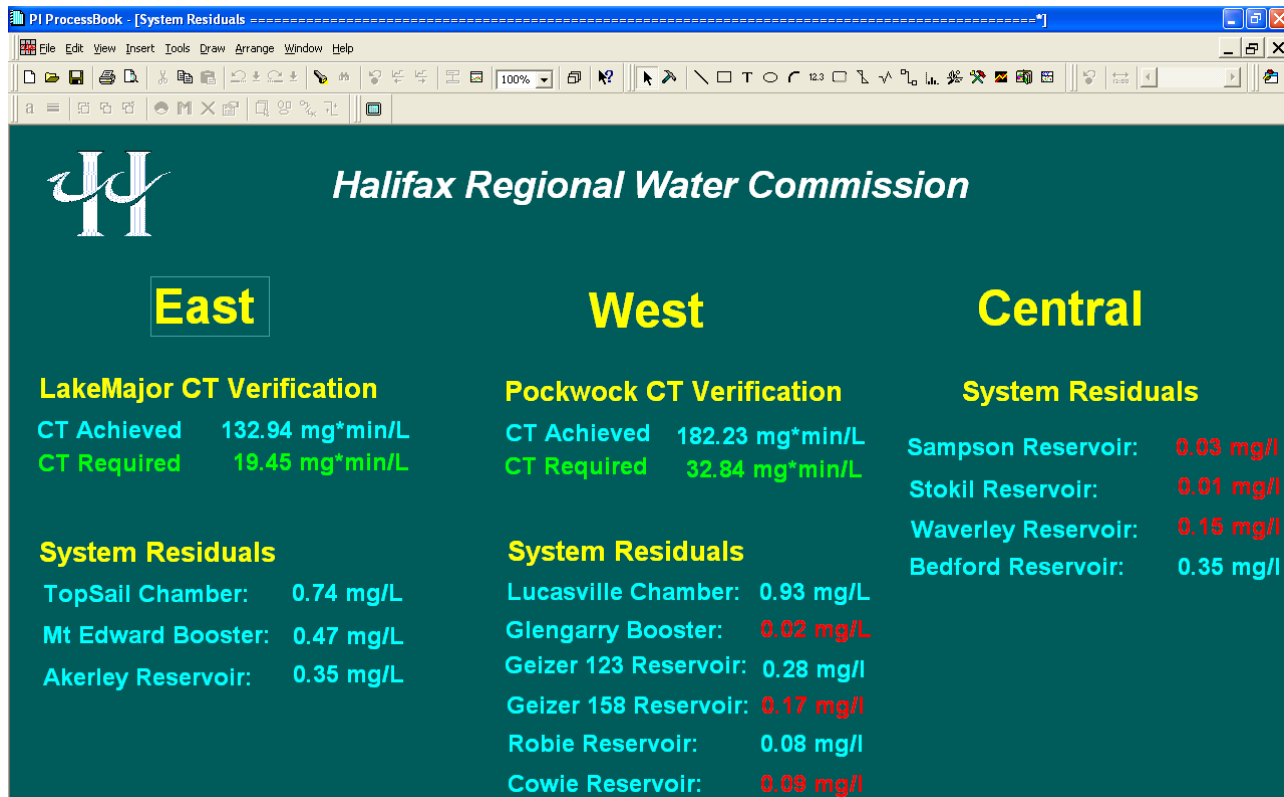 PI ProcessBook - [System Residuals =====================================================================================*]
File Edit View Insert Tools Draw Arrange Window Help
100%
T
12.3
a
M
Halifax Regional Water Commission
East
LakeMajor CT Verification
CT Achieved 132.94 mg*min/L
CT Required 19.45 mg*min/L
System Residuals
TopSail Chamber: 0.74 mg/L
Mt Edward Booster: 0.47 mg/L
Akerley Reservoir: 0.35 mg/L
West
Pockwock CT Verification
CT Achieved 182.23 mg*min/L
CT Required 32.84 mg*min/L
System Residuals
Lucasville Chamber: 0.93 mg/L
Glengarry Booster: 0.02 mg/L
Geizer 123 Reservoir: 0.28 mg/l
Geizer 158 Reservoir: 0.17 mg/l
Robie Reservoir: 0.08 mg/l
Cowie Reservoir: 0.09 mg/l
Central
System Residuals
Sampson Reservoir: 0.03 mg/l
Stokil Reservoir: 0.01 mg/l
Waverley Reservoir: 0.15 mg/l
Bedford Reservoir: 0.35 mg/l